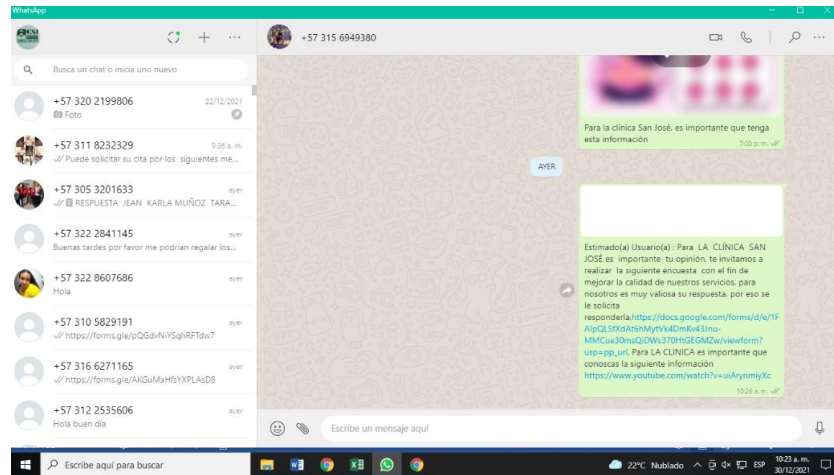 WhatsApp
+57 315 6949380
Busca un chat o inicia uno nuevo
+57 320 2199806
22/12/2021
Foto
+57 311 8232329
9:36 a. m.
Puede solicitar su cita por los siguientes me...
+57 305 3201633
ayer
RESPUESTA JEAN KARLA MUÑOZ TARA...
+57 322 2841145
ayer
Buenas tardes por favor me podrían regalar los...
+57 322 8607686
ayer
Hola
+57 310 5829191
ayer
https://forms.gle/pQGdvNiYSqhRFTdw7
+57 316 6271165
ayer
https://forms.gle/AKGuMaHfsYXPLAsD8
+57 312 2535606
ayer
Hola buen día
Para la clínica San José, es importante que tenga
esta información
7:00 p. m.
AYER
Estimado(a) Usuario(a) : Para LA CLÍNICA SAN
JOSÉ es importante tu opinión, te invitamos a
realizar la siguiente encuesta con el fin de
mejorar la calidad de nuestros servicios, para
nosotros es muy valiosa su respuesta, por eso se
le solicita
responderla,https://docs.google.com/forms/d/e/1F
AIpQLSfXdAt6hMytVk4DmKv43Jnu-
MMCue30msQiDWs370HtGEGMZw/viewform?
usp=pp_url. Para LA CLINICA es importante que
conoscas la siguiente información
https://www.youtube.com/watch?v=uiArynmiyXc
10:26 a. m.
Escribe un mensaje aquí
Escribe aquí para buscar
22°C Nublado
ESP
10:23 a. m.
30/12/2021